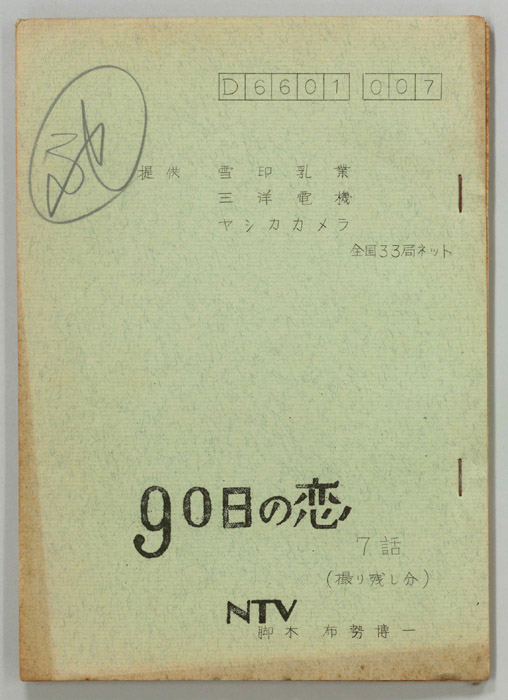 D6601 007
提供 雪印乳業
三洋電機
ヤシカカメラ
全国33局ネット
90日の恋
7話
(撮り残し分)
NTV
脚本 布勢博一